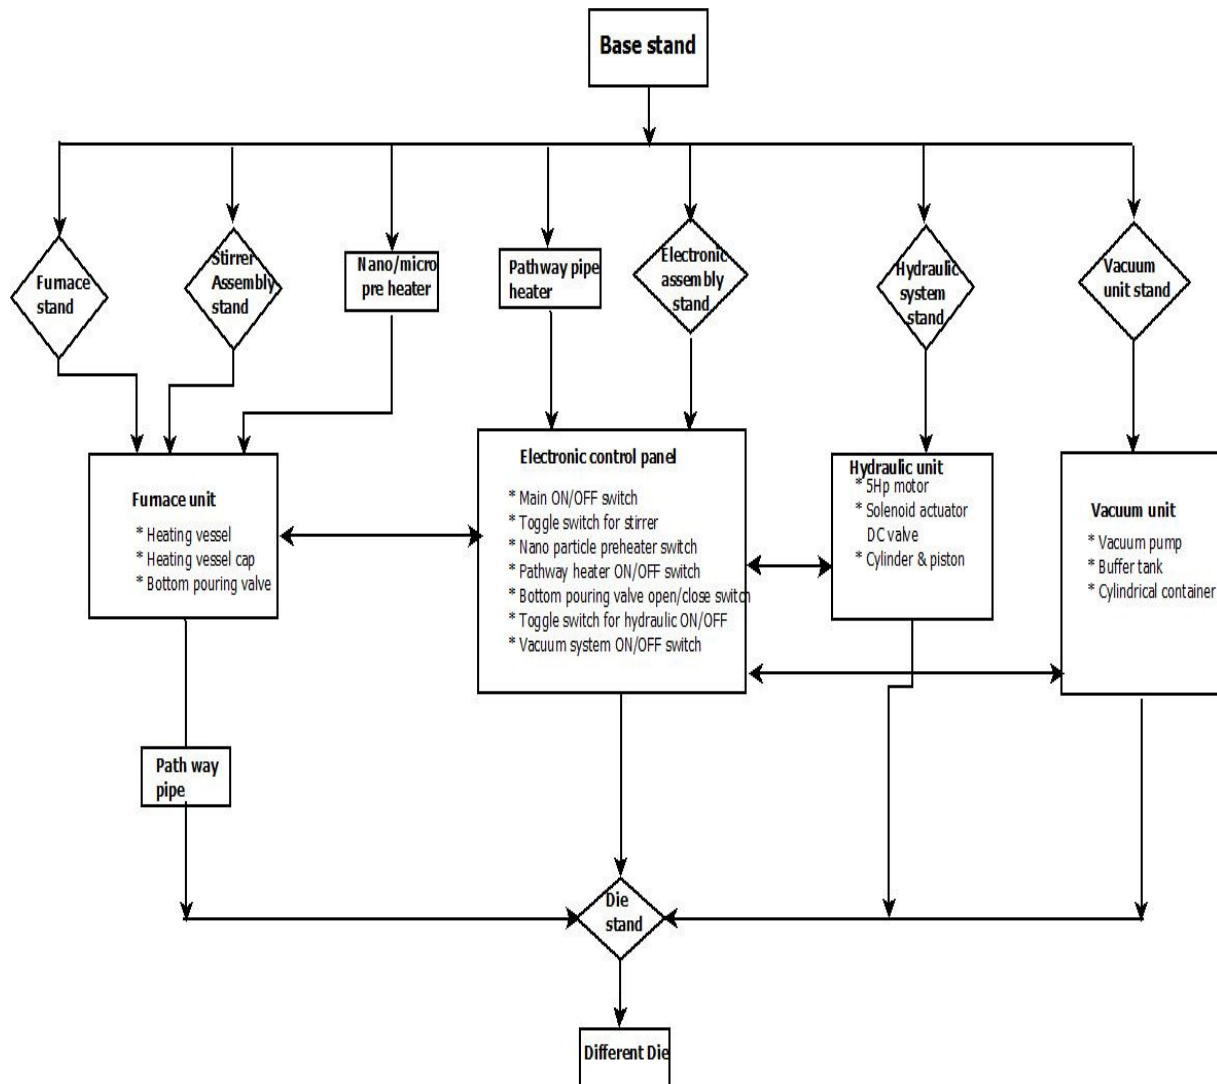 Base stand
Furnace
stand
Stirrer
Assembly
stand
Nano/micro
pre heater
Pathway pipe
heater
Electronic
assembly
stand
Hydraulic
system
stand
Vacuum
unit stand
Furnace unit
* Heating vessel
* Heating vessel cap
* Bottom pouring valve
Electronic control panel
* Main ON/OFF switch
* Toggle switch for stirrer
* Nano particle preheater switch
* Pathway heater ON/OFF switch
* Bottom pouring valve open/close switch
* Toggle switch for hydraulic ON/OFF
* Vacuum system ON/OFF switch
Hydraulic unit
* 5Hp motor
* Solenoid actuator
DC valve
* Cylinder & piston
Vacuum unit
* Vacuum pump
* Buffer tank
* Cylindrical container
Path way
pipe
Die
stand
Different Die